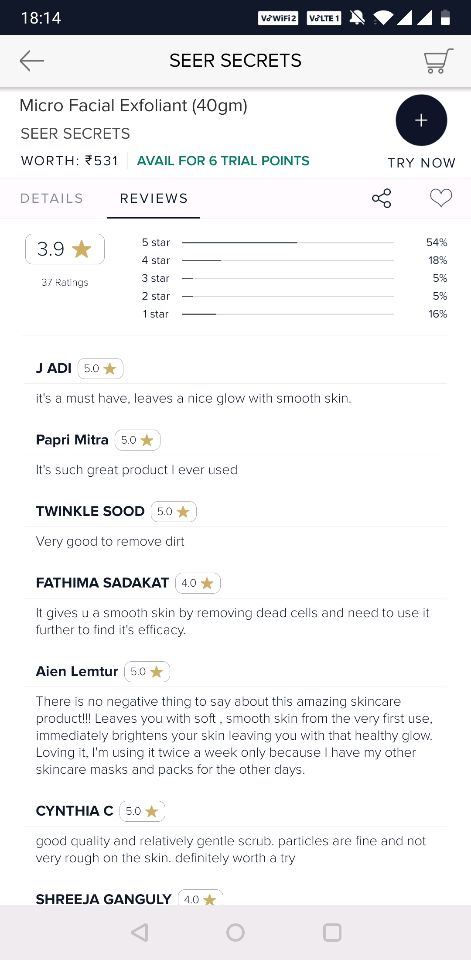 18:14
Vo WiFi2
VoLTE 1
SEER SECRETS
Micro Facial Exfoliant (40gm)
SEER SECRETS
WORTH: ₹531
AVAIL FOR 6 TRIAL POINTS
+
TRY NOW
DETAILS
REVIEWS
3.9
37 Ratings
5 star 54%
4 star 18%
3 star 5%
2 star 5%
1 star 16%
J ADI 5.0
it's a must have, leaves a nice glow with smooth skin.
Papri Mitra 5.0
It's such great product I ever used
TWINKLE SOOD 5.0
Very good to remove dirt
FATHIMA SADAKAT 4.0
It gives u a smooth skin by removing dead cells and need to use it
further to find it's efficacy.
Aien Lemtur 5.0
There is no negative thing to say about this amazing skincare
product!!! Leaves you with soft , smooth skin from the very first use,
immediately brightens your skin leaving you with that healthy glow.
Loving it, I'm using it twice a week only because I have my other
skincare masks and packs for the other days.
CYNTHIA C 5.0
good quality and relatively gentle scrub. particles are fine and not
very rough on the skin. definitely worth a try
SHREEJA GANGULY 4.0